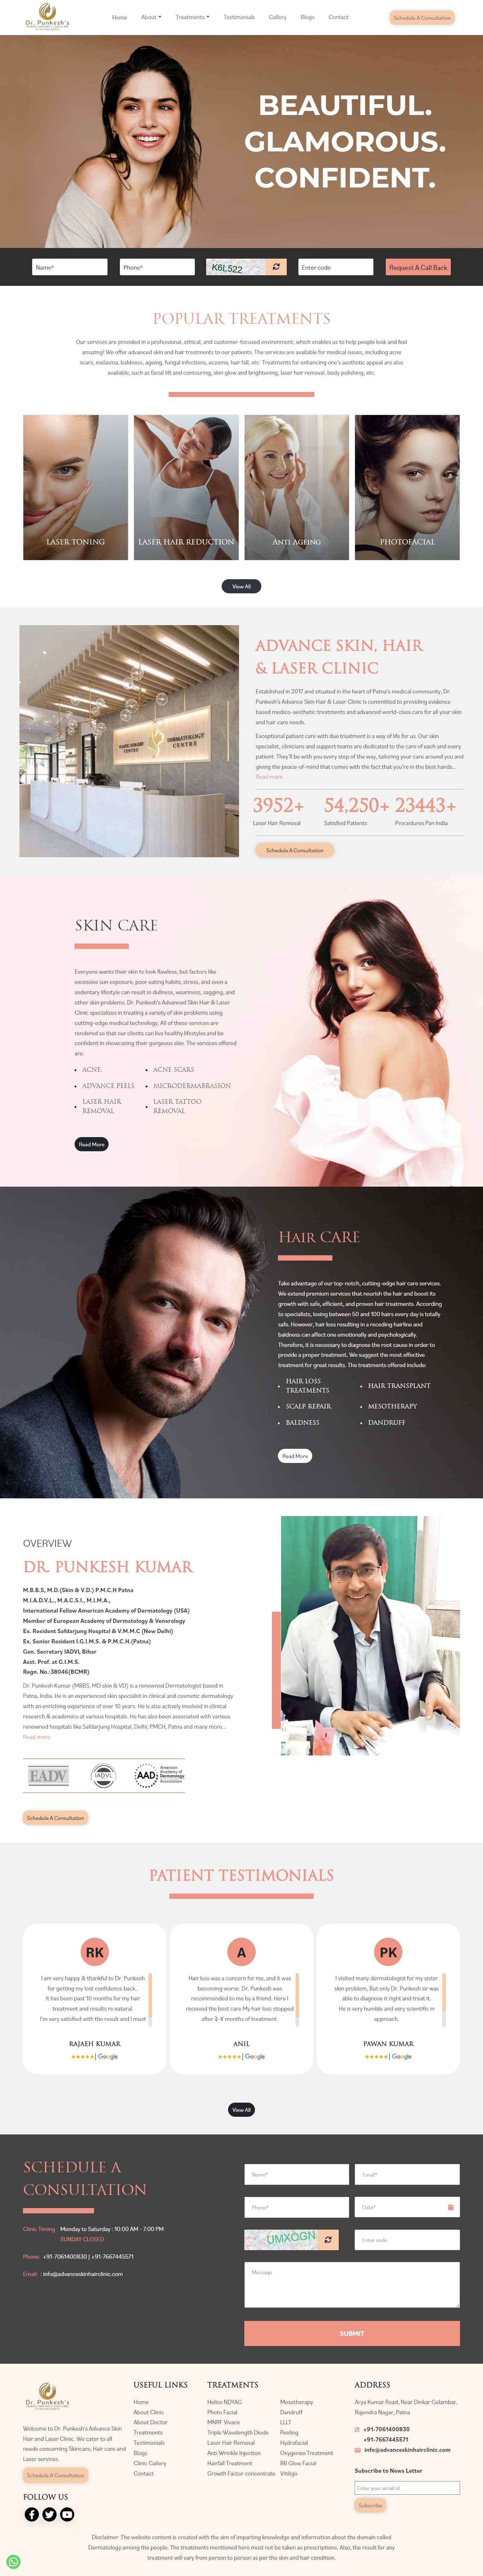 Dr. Punkesh's
Home
About
Treatments
Testimonials
Gallery
Blogs
Contact
Schedule A Consultation
BEAUTIFUL.
GLAMOROUS.
CONFIDENT.
Name*
Phone*
K6L522
Enter code
Request A Call Back
POPULAR TREATMENTS
Our services are provided in a professional, ethical, and customer-focused environment, which enables us to help people look and feel
amazing! We offer advanced skin and hair treatments to our patients. The services are available for medical issues, including acne
scars, melasma, baldness, ageing, fungal infections, eczema, hair fall, etc. Treatments for enhancing one's aesthetic appeal are also
available, such as facial lift and contouring, skin glow and brightening, laser hair removal, body polishing, etc.
LASER TONING
LASER HAIR REDUCTION
ANTI AGEING
PHOTOFACIAL
View All
DERMATOLOGY
CENTRE
ADVANCE SKIN, HAIR
& LASER CLINIC
Established in 2017 and situated in the heart of Patna's medical community, Dr.
Punkesh's Advance Skin Hair & Laser Clinic is committed to providing evidence
based medico-aesthetic treatments and advanced world-class care for all your skin
and hair care needs.
Exceptional patient care with due treatment is a way of life for us. Our skin
specialist, clinicians and support teams are dedicated to the care of each and every
patient. They'll be with you every step of the way, tailoring your care around you and
giving the peace-of-mind that comes with the fact that you're in the best hands...
Read more
3952+
Laser Hair Removal
54,250+
Satisfied Patients
23443+
Procedures Pan India
Schedule A Consultation
SKIN CARE
Everyone wants their skin to look flawless, but factors like
excessive sun exposure, poor eating habits, stress, and even a
sedentary lifestyle can result in dullness, weariness, sagging, and
other skin problems. Dr. Punkesh's Advanced Skin Hair & Laser
Clinic specializes in treating a variety of skin problems using
cutting-edge medical technology. All of these services are
rendered so that our clients can live healthy lifestyles and be
confident in showcasing their gorgeous skin. The services offered
are:
ACNE.
ACNE SCARS
ADVANCE PEELS
MICRODERMABRASION
LASER HAIR
REMOVAL
LASER TATTOO
REMOVAL
Read More
HAIR CARE
Take advantage of our top-notch, cutting-edge hair care services.
We extend premium services that nourish the hair and boost its
growth with safe, efficient, and proven hair treatments. According
to specialists, losing between 50 and 100 hairs every day is totally
safe. However, hair loss resulting in a receding hairline and
baldness can affect one emotionally and psychologically.
Therefore, it is necessary to diagnose the root cause in order to
provide a proper treatment. We suggest the most effective
treatment for great results. The treatments offered include:
HAIR LOSS
TREATMENTS
HAIR TRANSPLANT
SCALP REPAIR
MESOTHERAPY
BALDNESS
DANDRUFF
Read More
OVERVIEW
DR. PUNKESH KUMAR
M.B.B.S, M.D.(Skin & V.D.) P.M.C.H Patna
M.I.A.D.V.L., M.A.C.S.I., M.I.M.A.,
International Fellow American Academy of Dermatology (USA)
Member of European Academy of Dermatology & Venerology
Ex. Resident Safdarjung Hospital & V.M.M.C (New Delhi)
Ex. Senior Resident I.G.I.M.S. & P.M.C.H.(Patna)
Gen. Secretary IADVL Bihar
Asst. Prof. at G.I.M.S.
Regn. No.:38046(BCMR)
Dr. Punkesh Kumar (MBBS, MD skin & VD) is a renowned Dermatologist based in
Patna, India. He is an experienced skin specialist in clinical and cosmetic dermatology
with an enriching experience of over 10 years. He is also actively involved in clinical
research & academics at various hospitals. He has also been associated with various
renowned hospitals like Safdarjung Hospital, Delhi; PMCH, Patna and many more...
Read more
EADV
IADVL
AAD
American
Academy of
Dermatology
Association
Schedule A Consultation
PATIENT TESTIMONIALS
RK
I am very happy & thankful to Dr. Punkesh
for getting my lost confidence back..
It has been past 10 months for my hair
treatment and results ru natural.
I'm very satisfied with the result and I must
RAJAEH KUMAR
| Google
A
Hair loss was a concern for me, and it was
becoming worse. Dr. Punkesh was
recommended to me by a friend. Here I
received the best care My hair loss stopped
after ३-४ months of treatment.
ANIL
| Google
PK
I visited many dermatologist for my sister
skin problem, But only Dr. Punkesh sir was
able to diagnose it right and treat it.
He is very humble and very scientific in
approach.
PAWAN KUMAR
| Google
View All
SCHEDULE A
CONSULTATION
Clinic Timing : Monday to Saturday : 10:00 AM - 7:00 PM
SUNDAY CLOSED
Phone: +91-7061400830 | +91-7667445571
Email : info@advanceskinhairclinic.com
Name*
Email*
Phone*
Date*
UMXOGN
Enter code
Message
SUBMIT
Dr. Punkesh's
Welcome to Dr. Punkesh's Advance Skin
Hair and Laser Clinic. We cater to all
needs concerning Skincare, Hair care and
Laser services.
Schedule A Consultation
FOLLOW US
USEFUL LINKS
Home
About Clinic
About Doctor
Treatments
Testimonials
Blogs
Clinic Gallery
Contact
TREATMENTS
Helios NDYAG
Photo Facial
MNRF Vivace
Triple Wavelength Diode
Laser Hair Removal
Anti Wrinkle Injection
Hairfall Treatment
Growth Factor concentrate
Mesotherapy
Dandruff
LLLT
Peeling
Hydrafacial
Oxygeneo Treatment
BB Glow Facial
Vitiligo
ADDRESS
Arya Kumar Road, Near Dinkar Golambar,
Rajendra Nagar, Patna
+91-7061400830
+91-7667445571
info@advanceskinhairclinic.com
Subscribe to News Letter
Enter your email id
Subscribe
Disclaimer :The website content is created with the aim of imparting knowledge and information about the domain called
Dermatology among the people. The treatments mentioned here must not be taken as prescriptions. Also, the result for any
treatment will vary from person to person as per the skin and hair condition.